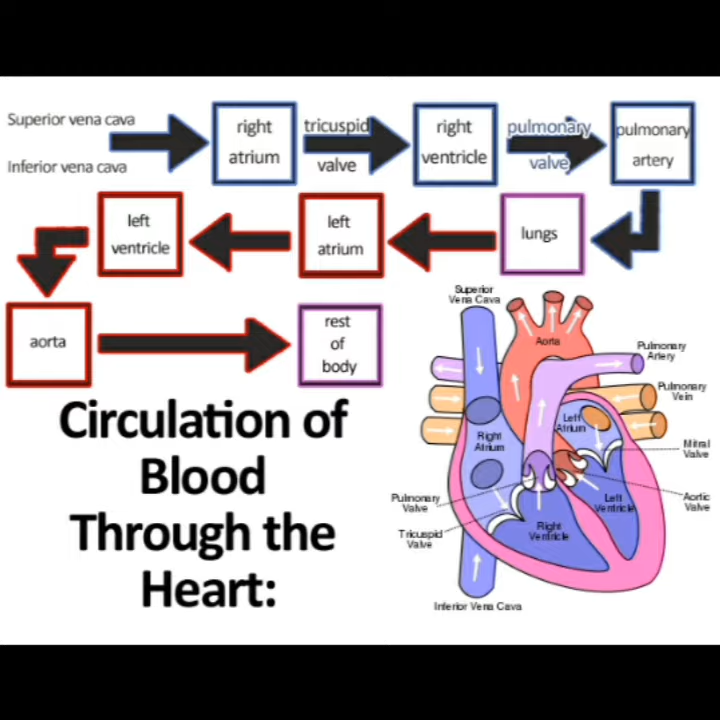 Superior vena cava
Inferior vena cava
right
atrium
tricuspid
valve
right
ventricle
pulmonary
valve
pulmonary
artery
left
ventricle
left
atrium
lungs
aorta
rest
of
body
Circulation of
Blood
Through the
Heart:
Superior
Vena Cava
Aorta
Pulmonary
Artery
Pulmonary
Vein
Left
Atrium
Right
Atrium
Mitral
Valve
Pulmonary
Valve
Aortic
Valve
Left
Ventricle
Tricuspid
Valve
Right
Ventricle
Inferior Vena Cava